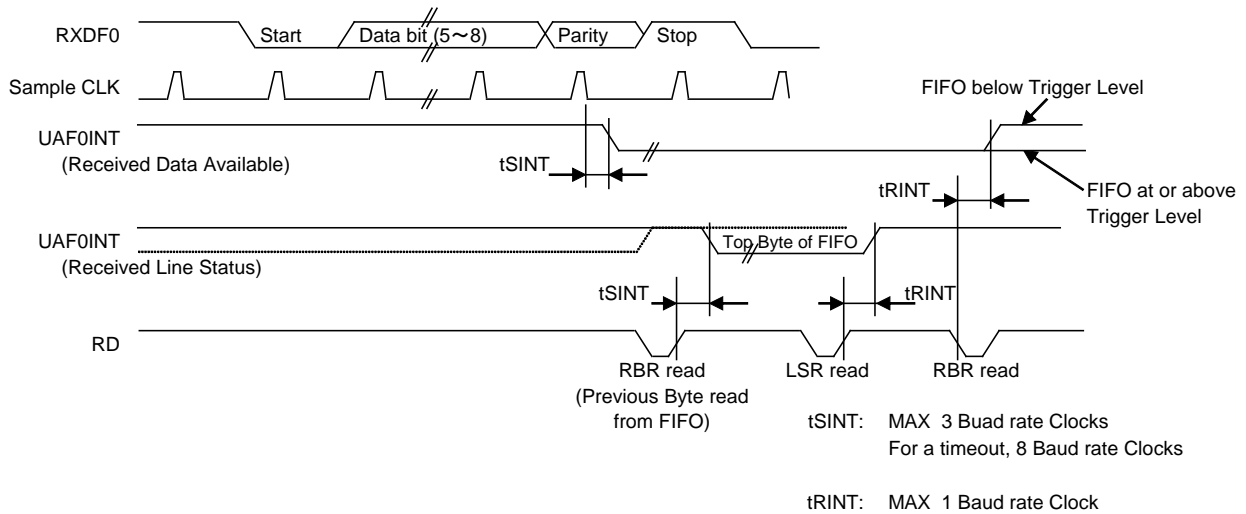 RXDF0
Start
Data bit (5～8)
Parity
Stop
Sample CLK
FIFO below Trigger Level
UAF0INT
(Received Data Available)
tSINT
tRINT
FIFO at or above
Trigger Level
UAF0INT
(Received Line Status)
Top Byte of FIFO
tSINT
tRINT
RD
RBR read
(Previous Byte read
from FIFO)
LSR read
RBR read
tSINT: MAX 3 Buad rate Clocks
For a timeout, 8 Baud rate Clocks
tRINT: MAX 1 Baud rate Clock